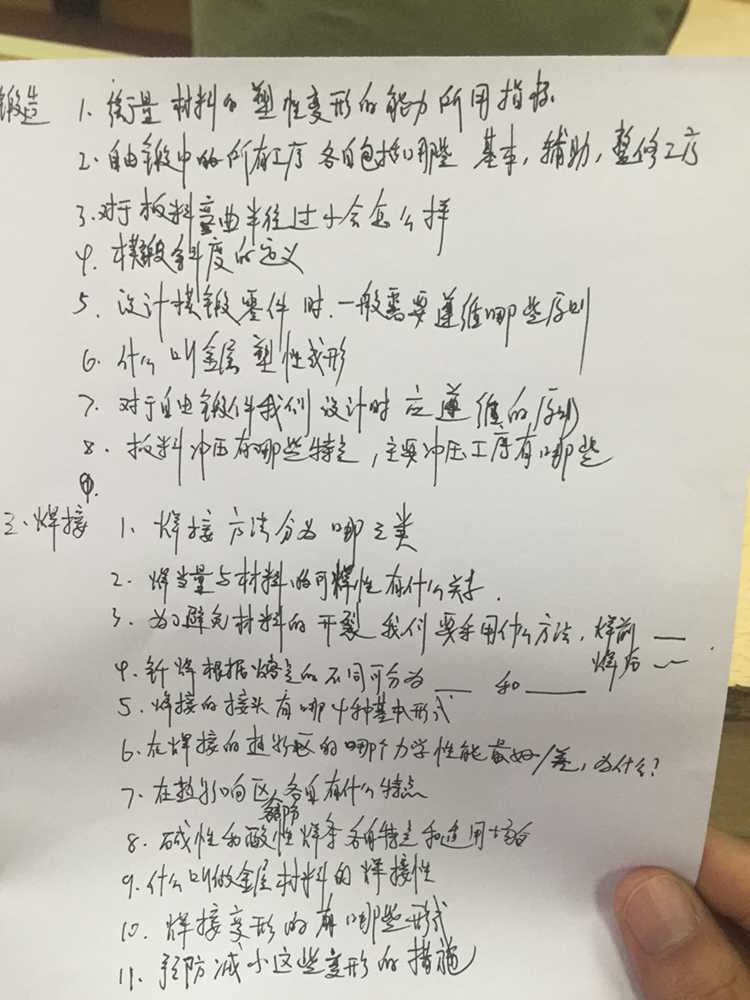 锻造 1. 衡量材料的塑性变形的能力所用指标
2. 自由锻中的所有工序各自包括哪些 基本, 辅助, 整修工序
3. 对于板料弯曲半径过小会怎么样
4. 模锻斜度的定义
5. 设计模锻零件时.一般需要遵循哪些原则
6. 什么叫金属塑性成形
7. 对于自由锻件我们设计时应遵循的原则
8. 板料冲压有哪些特点,主要冲压工序有哪些
9.
三、焊接 1、焊接方法分为哪三类
2. 焊当量与材料的可焊性有什么关系.
3. 为了避免材料的开裂我们要采用什么方法, 焊前 __.
焊后 __
4. 钎焊根据熔点的不同可分为 __ 和 __
5. 焊接的接头有哪4种基本形式
6. 在焊接的热影区的哪个力学性能最好/差,为什么?
7. 在热影响区各自有什么特点
各部分
8. 碱性和酸性焊条各自特点和适用场合
9. 什么叫做金属材料的焊接性
10. 焊接变形的有哪些形式
11. 预防减小这些变形的措施